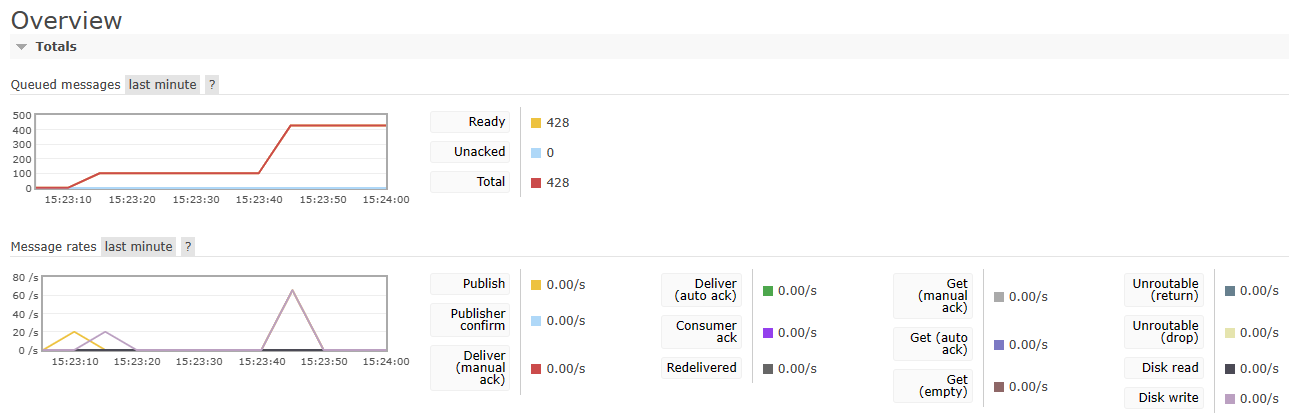 Overview
Totals
Queued messages last minute ?
500
400
300
200
100
0
15:23:10 15:23:20 15:23:30 15:23:40 15:23:50 15:24:00
Ready 428
Unacked 0
Total 428
Message rates last minute ?
80 /s
60 /s
40 /s
20 /s
0 /s
15:23:10 15:23:20 15:23:30 15:23:40 15:23:50 15:24:00
Publish 0.00/s
Publisher
confirm 0.00/s
Deliver
(manual
ack) 0.00/s
Deliver
(auto ack) 0.00/s
Consumer
ack 0.00/s
Redelivered 0.00/s
Get
(manual
ack) 0.00/s
Get (auto
ack) 0.00/s
Get
(empty) 0.00/s
Unroutable
(return) 0.00/s
Unroutable
(drop) 0.00/s
Disk read 0.00/s
Disk write 0.00/s